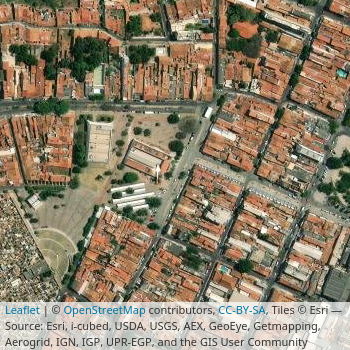 Leaflet | © OpenStreetMap contributors, CC-BY-SA, Tiles © Esri —
Source: Esri, i-cubed, USDA, USGS, AEX, GeoEye, Getmapping,
Aerogrid, IGN, IGP, UPR-EGP, and the GIS User Community